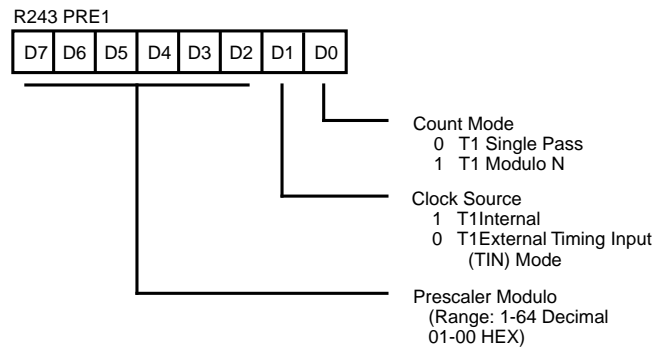 R243 PRE1
D7 D6 D5 D4 D3 D2 D1 D0
Count Mode
0 T1 Single Pass
1 T1 Modulo N
Clock Source
1 T1Internal
0 T1External Timing Input
(TIN) Mode
Prescaler Modulo
(Range: 1-64 Decimal
01-00 HEX)